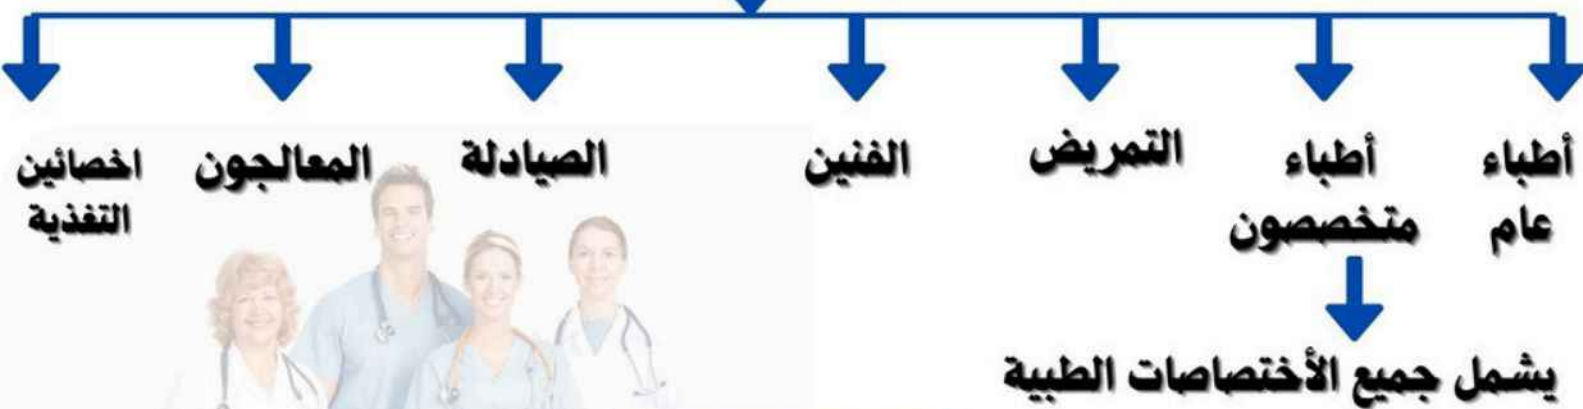 أطباء
عام
أطباء
متخصصون
التمريض
الفنين
الصيادلة
المعالجون
اخصائين
التغذية
يشمل جميع الأختصاصات الطبية